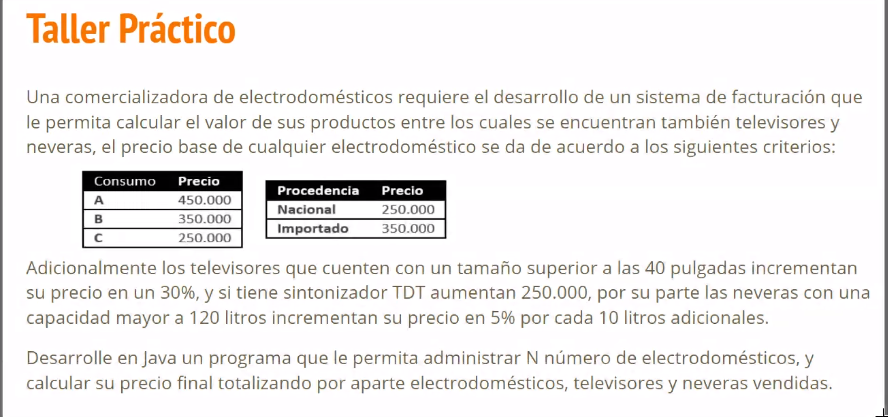 Taller Práctico
Una comercializadora de electrodomésticos requiere el desarrollo de un sistema de facturación que
le permita calcular el valor de sus productos entre los cuales se encuentran también televisores y
neveras, el precio base de cualquier electrodoméstico se da de acuerdo a los siguientes criterios:
Consumo Precio
A 450.000
B 350.000
C 250.000
Procedencia Precio
Nacional 250.000
Importado 350.000
Adicionalmente los televisores que cuenten con un tamaño superior a las 40 pulgadas incrementan
su precio en un 30%, y si tiene sintonizador TDT aumentan 250.000, por su parte las neveras con una
capacidad mayor a 120 litros incrementan su precio en 5% por cada 10 litros adicionales.
Desarrolle en Java un programa que le permita administrar N número de electrodomésticos, y
calcular su precio final totalizando por aparte electrodomésticos, televisores y neveras vendidas.